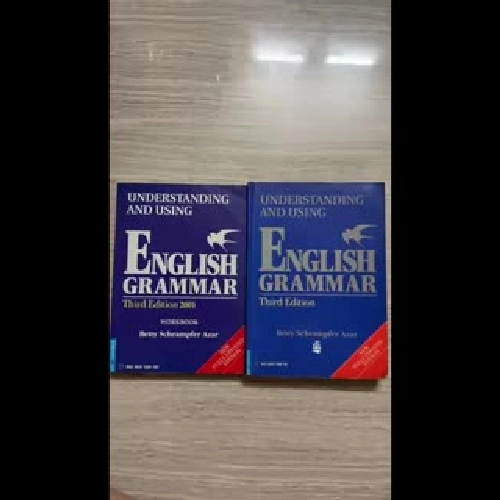 UNDERSTANDING
AND USING
ENGLISH
GRAMMAR
Third Edition
WORKBOOK
Betty Schrampfer Azar
UNDERSTANDING
AND USING
ENGLISH
GRAMMAR
Third Edition
Betty Schrampfer Azar